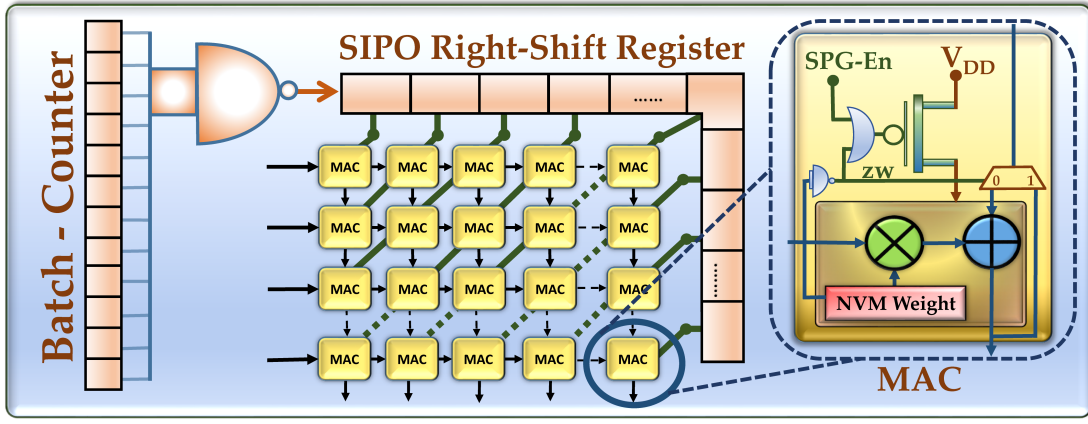 Batch - Counter
SIPO Right-Shift Register
......
......
MAC MAC MAC MAC MAC
MAC MAC MAC MAC MAC
MAC MAC MAC MAC MAC
MAC MAC MAC MAC MAC
SPG-En
VDD
zw
0 1
NVM Weight
MAC